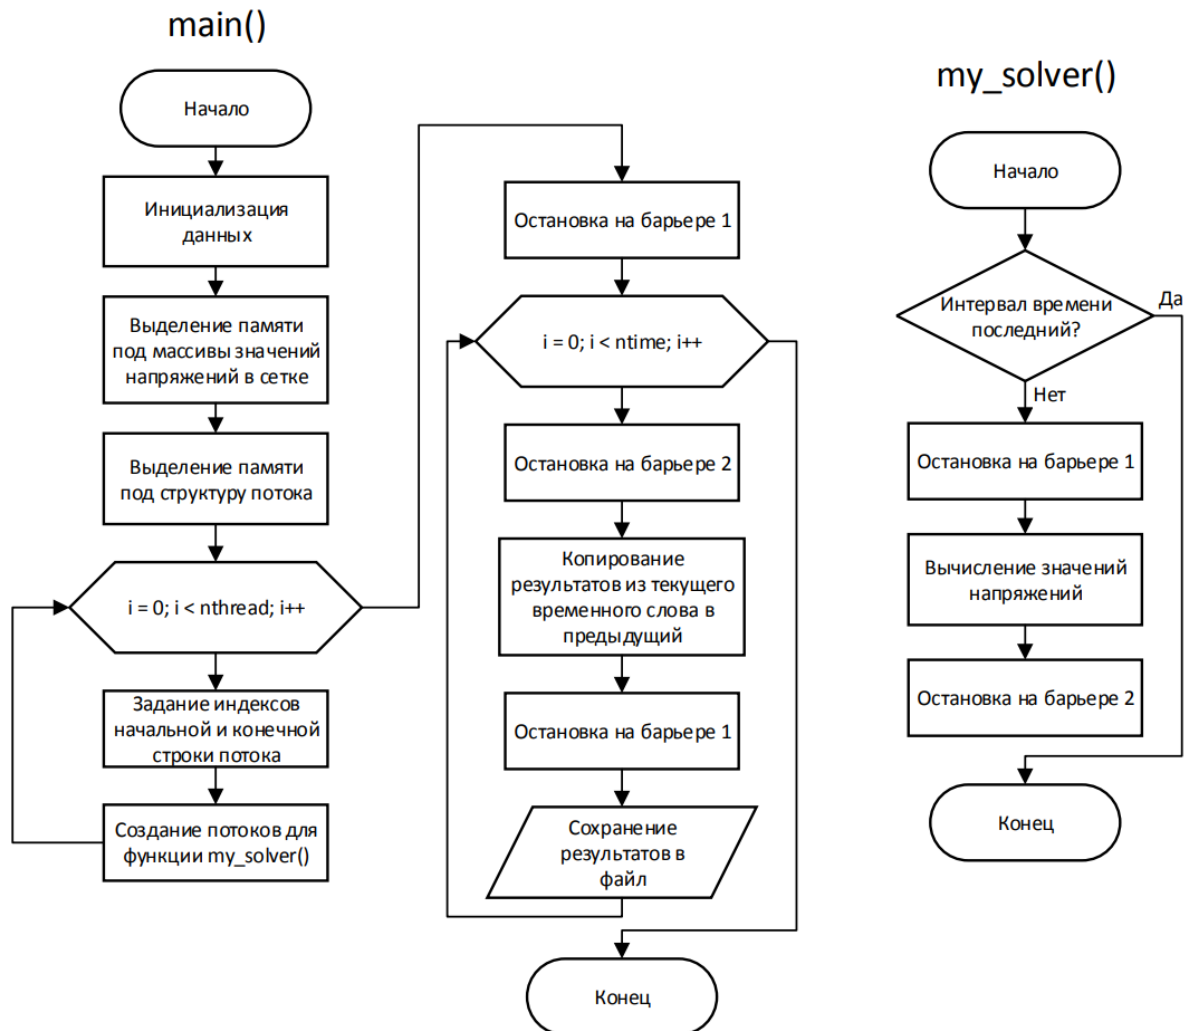 main()
Начало
Инициализация
данных
Выделение памяти
под массивы значений
напряжений в сетке
Выделение памяти
под структуру потока
i = 0; i < nthread; i++
Задание индексов
начальной и конечной
строки потока
Создание потоков для
функции my_solver()
Остановка на барьере 1
i = 0; i < ntime; i++
Остановка на барьере 2
Копирование
результатов из текущего
временного слова в
предыдущий
Остановка на барьере 1
Сохранение
результатов в
файл
Конец
my_solver()
Начало
Интервал времени
последний?
Да
Нет
Остановка на барьере 1
Вычисление значений
напряжений
Остановка на барьере 2
Конец